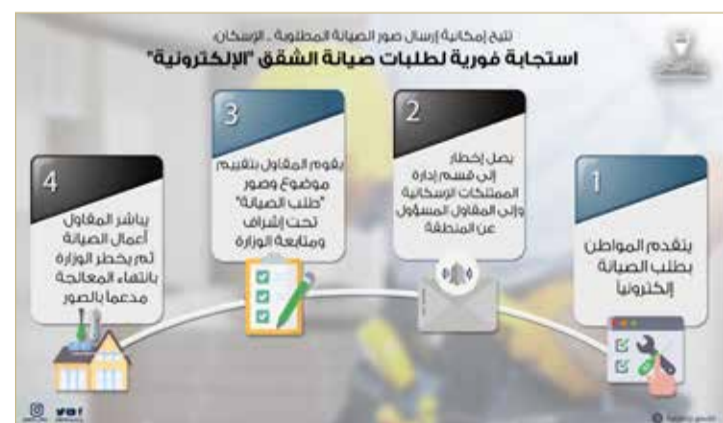 تتيح إمكانية إرسال صور الصيانة المطلوبة .. الإسكان:
استجابة فورية لطلبات صيانة الشقق "الإلكترونية"
1
يتقدم المواطن
بطلب الصيانة
إلكترونياً
2
يصل إخطار
إلى قسم إدارة
الممتلكات الإسكانية
وإلى المقاول المسؤول
عن المنطقة
3
يقوم المقاول بتقييم
موضوع وصور
"طلب الصيانة"
تحت إشراف
ومتابعة الوزارة
4
يباشر المقاول
أعمال الصيانة
ثم يخطر الوزارة
بانتهاء المعالجة
مدعماً بالصور